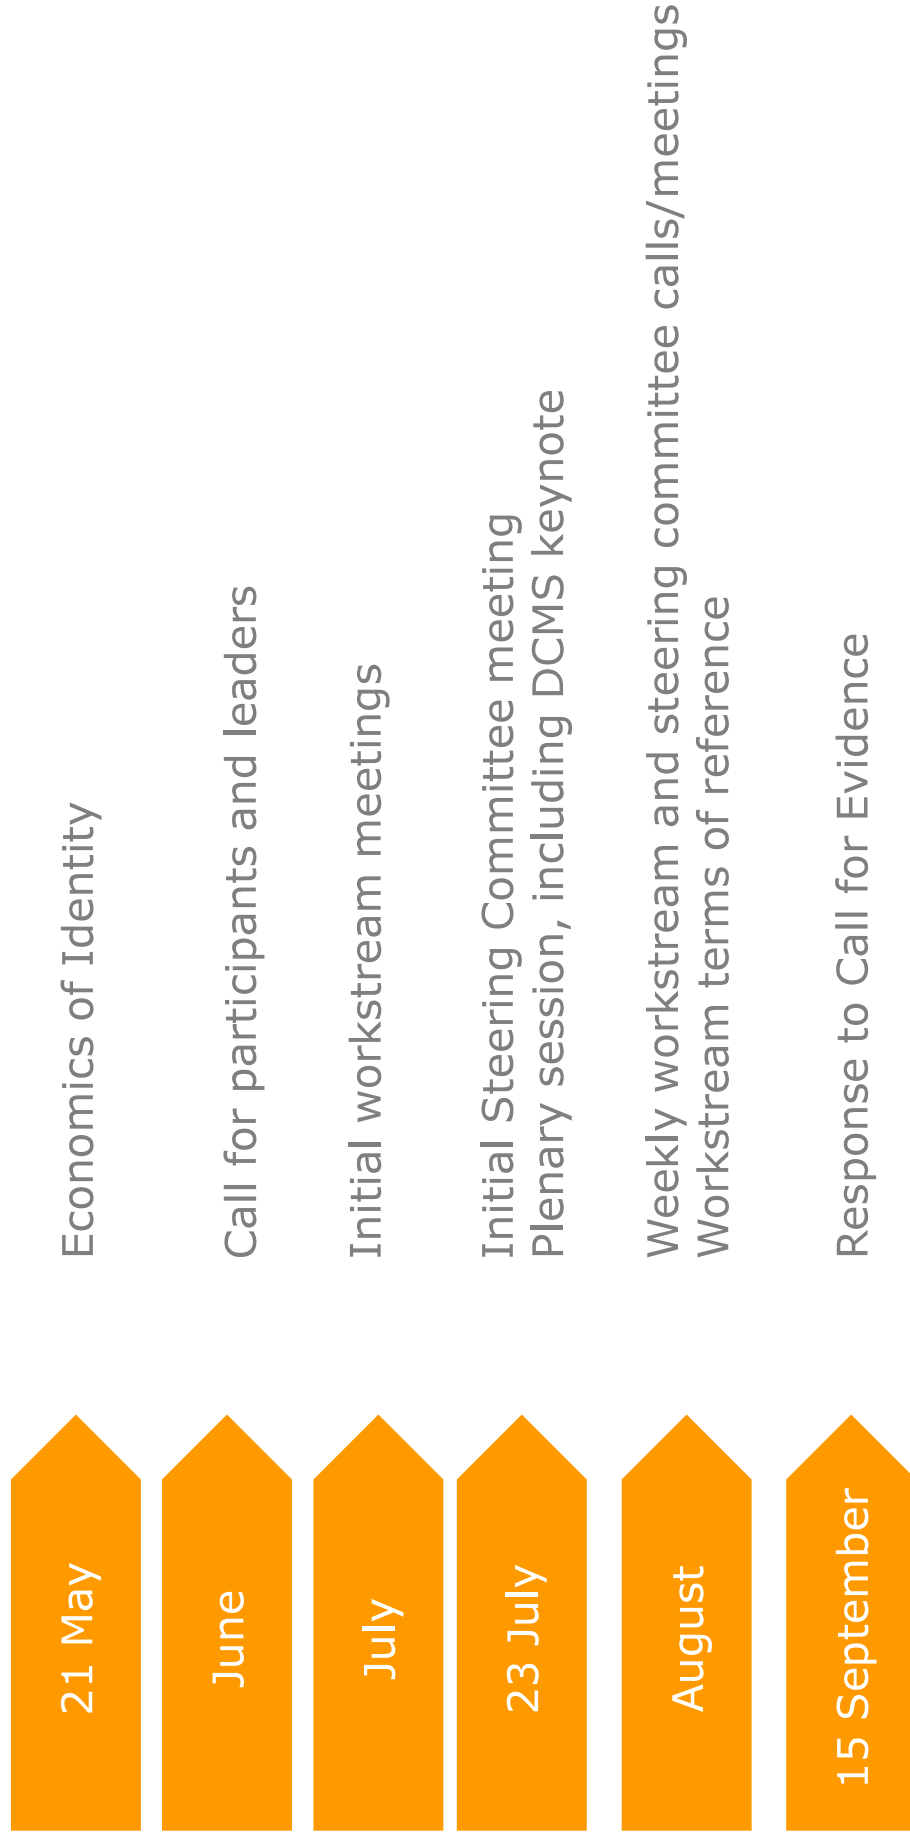 21 May
Economics of Identity
June
Call for participants and leaders
July
Initial workstream meetings
23 July
Initial Steering Committee meeting
Plenary session, including DCMS keynote
August
Weekly workstream and steering committee calls/meetings
Workstream terms of reference
15 September
Response to Call for Evidence